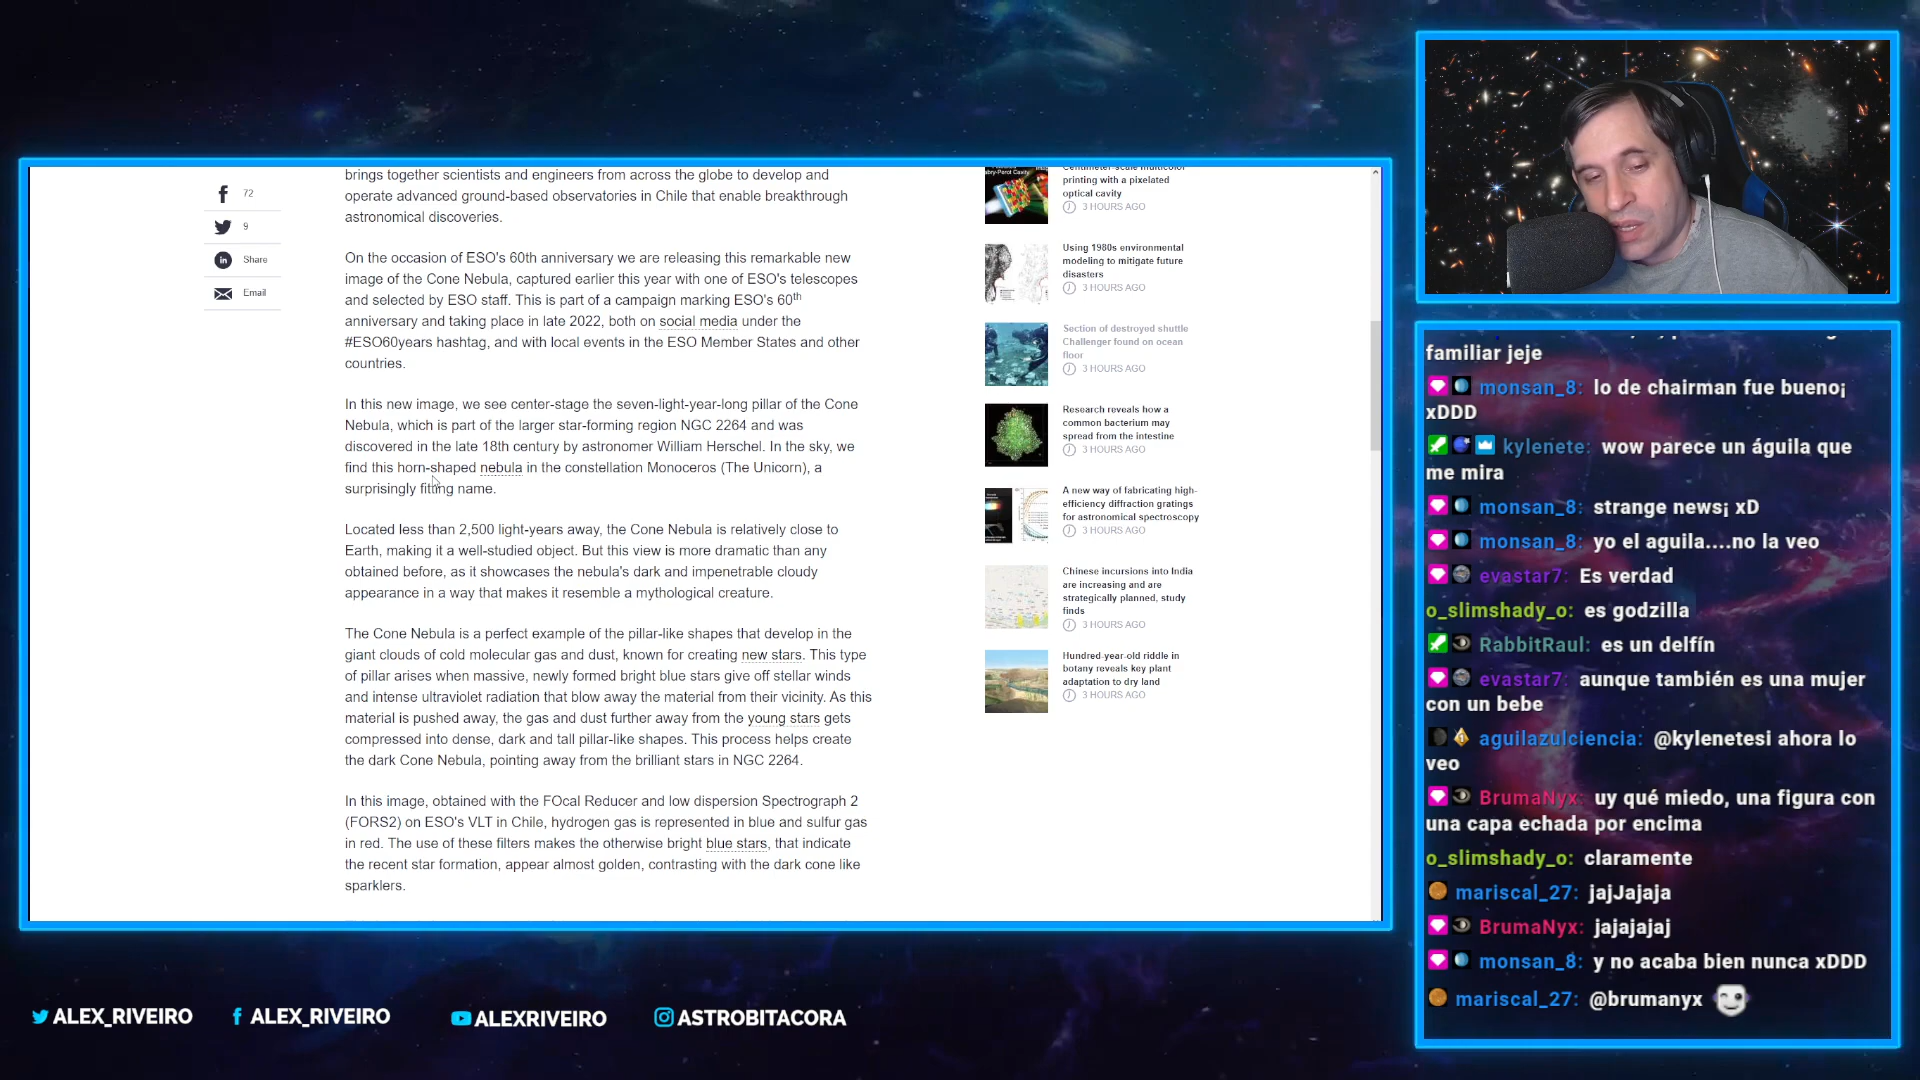 72
9
Share
Email
brings together scientists and engineers from across the globe to develop and
operate advanced ground-based observatories in Chile that enable breakthrough
astronomical discoveries.
On the occasion of ESO's 60th anniversary we are releasing this remarkable new
image of the Cone Nebula, captured earlier this year with one of ESO's telescopes
and selected by ESO staff. This is part of a campaign marking ESO's 60th
anniversary and taking place in late 2022, both on social media under the
#ESO60years hashtag, and with local events in the ESO Member States and other
countries.
In this new image, we see center-stage the seven-light-year-long pillar of the Cone
Nebula, which is part of the larger star-forming region NGC 2264 and was
discovered in the late 18th century by astronomer William Herschel. In the sky, we
find this horn-shaped nebula in the constellation Monoceros (The Unicorn), a
surprisingly fitting name.
Located less than 2,500 light-years away, the Cone Nebula is relatively close to
Earth, making it a well-studied object. But this view is more dramatic than any
obtained before, as it showcases the nebula's dark and impenetrable cloudy
appearance in a way that makes it resemble a mythological creature.
The Cone Nebula is a perfect example of the pillar-like shapes that develop in the
giant clouds of cold molecular gas and dust, known for creating new stars. This type
of pillar arises when massive, newly formed bright blue stars give off stellar winds
and intense ultraviolet radiation that blow away the material from their vicinity. As this
material is pushed away, the gas and dust further away from the young stars gets
compressed into dense, dark and tall pillar-like shapes. This process helps create
the dark Cone Nebula, pointing away from the brilliant stars in NGC 2264.
In this image, obtained with the FOcal Reducer and low dispersion Spectrograph 2
(FORS2) on ESO's VLT in Chile, hydrogen gas is represented in blue and sulfur gas
in red. The use of these filters makes the otherwise bright blue stars, that indicate
the recent star formation, appear almost golden, contrasting with the dark cone like
sparklers.
Centimeter-scale multicolor
printing with a pixelated
optical cavity
3 HOURS AGO
Using 1980s environmental
modeling to mitigate future
disasters
3 HOURS AGO
Section of destroyed shuttle
Challenger found on ocean
floor
3 HOURS AGO
Research reveals how a
common bacterium may
spread from the intestine
3 HOURS AGO
A new way of fabricating high-
efficiency diffraction gratings
for astronomical spectroscopy
3 HOURS AGO
Chinese incursions into India
are increasing and are
strategically planned, study
finds
3 HOURS AGO
Hundred-year-old riddle in
botany reveals key plant
adaptation to dry land
3 HOURS AGO
familiar jeje
monsan_8: lo de chairman fue bueno¡
xDDD
kylenete: wow parece un águila que
me mira
monsan_8: strange news¡ xD
monsan_8: yo el aguila....no la veo
evastar7: Es verdad
o_slimshady_o: es godzilla
RabbitRaul: es un delfín
evastar7: aunque también es una mujer
con un bebe
aguilazulciencia: @kylenetesi ahora lo
veo
BrumaNyx: uy qué miedo, una figura con
una capa echada por encima
o_slimshady_o: claramente
mariscal_27: jajJajaja
BrumaNyx: jajajajaj
monsan_8: y no acaba bien nunca xDDD
mariscal_27: @brumanyx
ALEX_RIVEIRO
ALEX_RIVEIRO
ALEXRIVEIRO
ASTROBITACORA